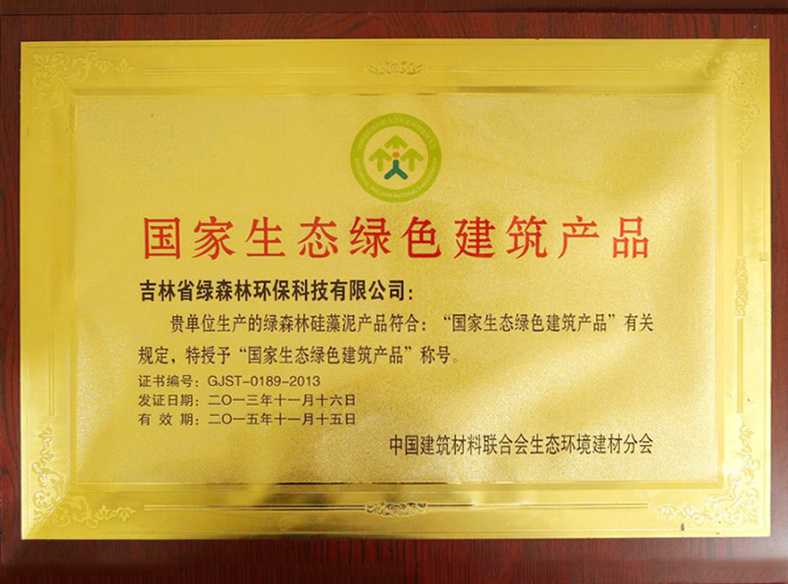 国家生态绿色建筑产品
吉林省绿森林环保科技有限公司：
贵单位生产的绿森林硅藻泥产品符合：“国家生态绿色建筑产品”有关
规定，特授予“国家生态绿色建筑产品”称号。
证书编号：GJST-0189-2013
发证日期：二〇一三年十一月十六日
有 效 期：二〇一五年十一月十五日
中国建筑材料联合会生态环境建材分会